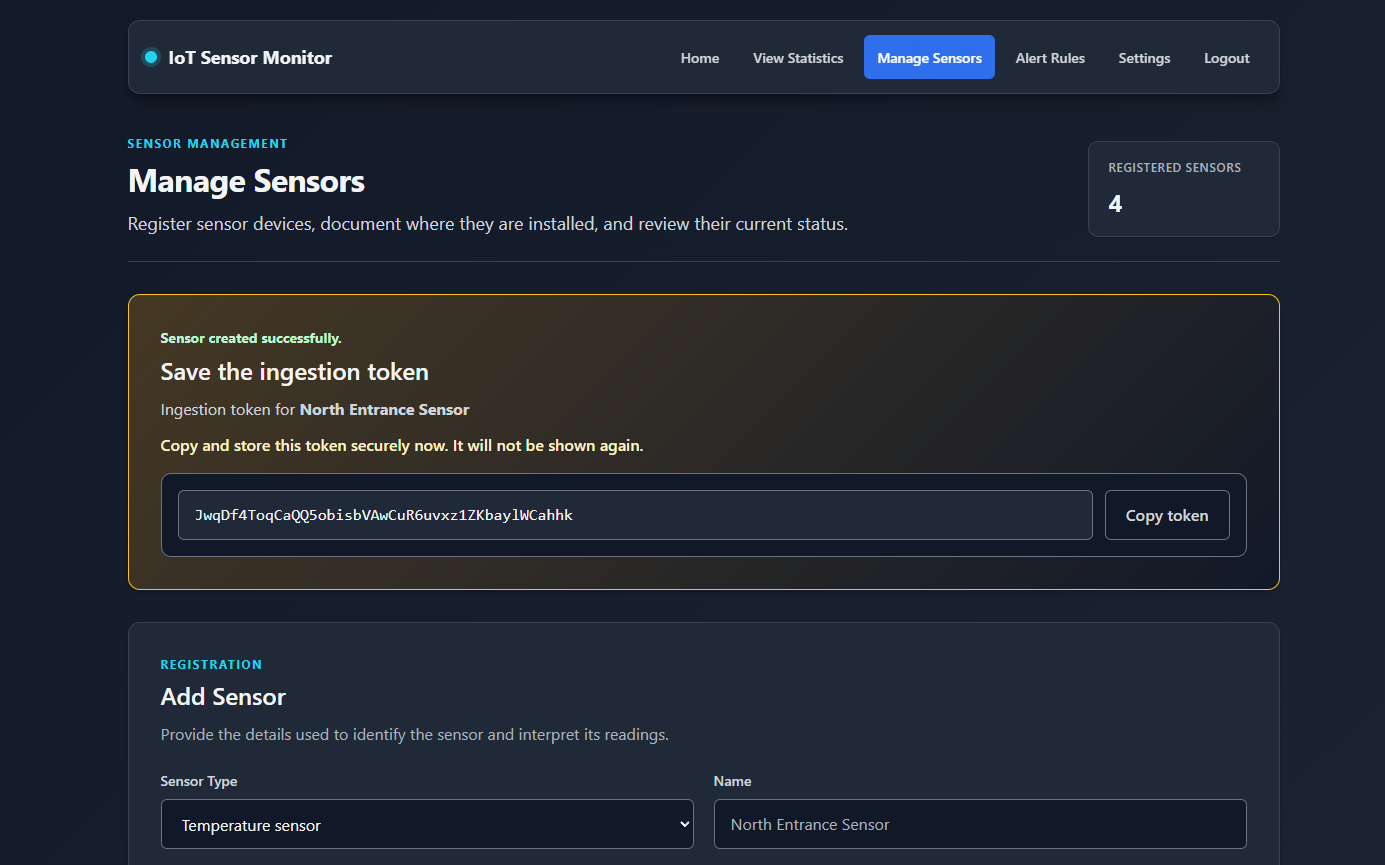 IoT Sensor Monitor
Home
View Statistics
Manage Sensors
Alert Rules
Settings
Logout
SENSOR MANAGEMENT
Manage Sensors
Register sensor devices, document where they are installed, and review their current status.
REGISTERED SENSORS
4
Sensor created successfully.
Save the ingestion token
Ingestion token for North Entrance Sensor
Copy and store this token securely now. It will not be shown again.
JwqDf4ToqCaQQ5obisbVAwCuR6uvxz1ZKbaylWCahhk
Copy token
REGISTRATION
Add Sensor
Provide the details used to identify the sensor and interpret its readings.
Sensor Type
Name
Temperature sensor
North Entrance Sensor